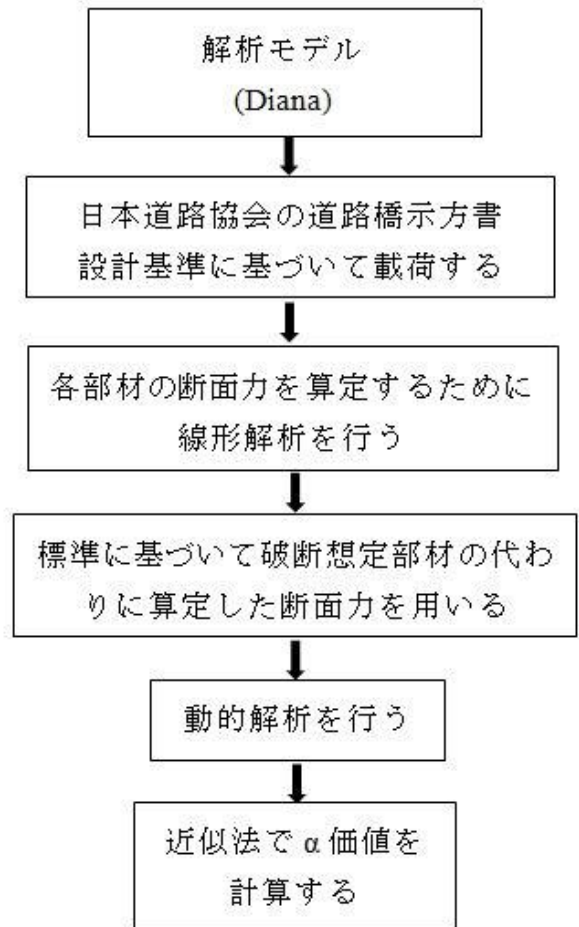 解析モデル
(Diana)
日本道路協会の道路橋示方書
設計基準に基づいて載荷する
各部材の断面力を算定するために
線形解析を行う
標準に基づいて破断想定部材の代わ
りに算定した断面力を用いる
動的解析を行う
近似法でα価値を
計算する